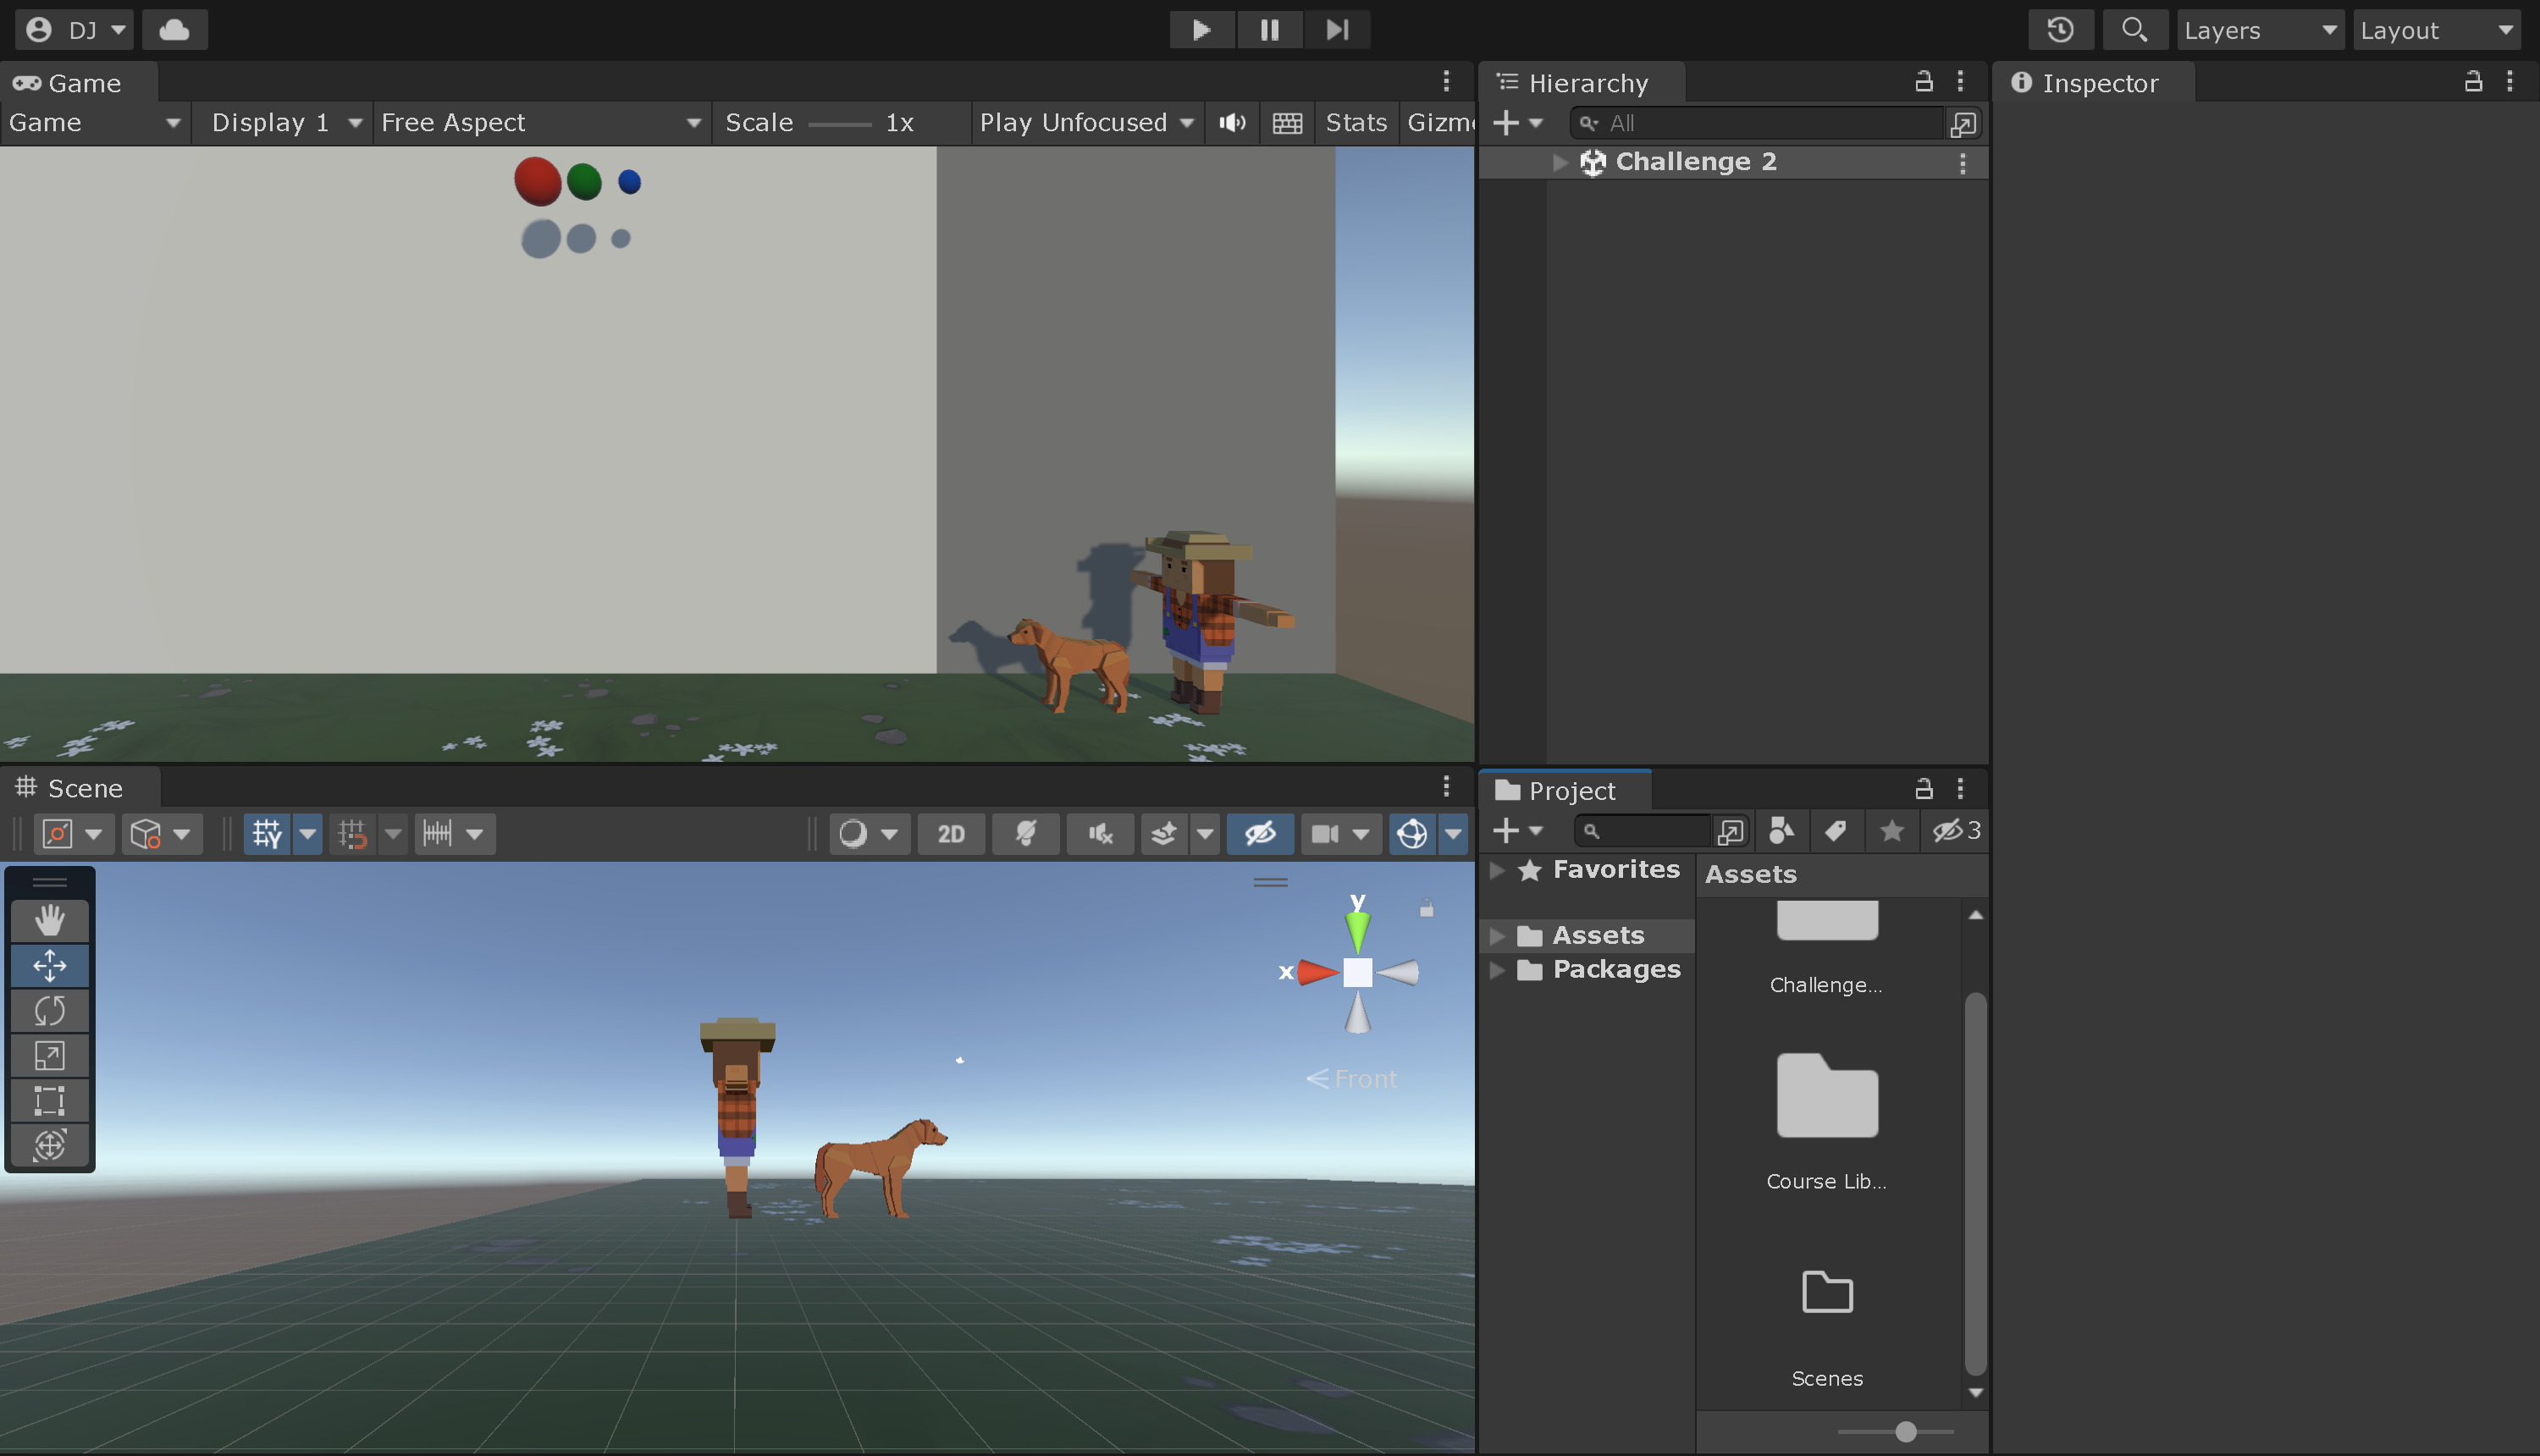 DJ
Layers
Layout
Game
Hierarchy
Inspector
Game
Display 1
Free Aspect
Scale
1x
Play Unfocused
Stats
Gizm
All
Challenge 2
Scene
Project
2D
3
Favorites
Assets
Packages
Assets
Challenge...
Course Lib...
Scenes
y
x
Front